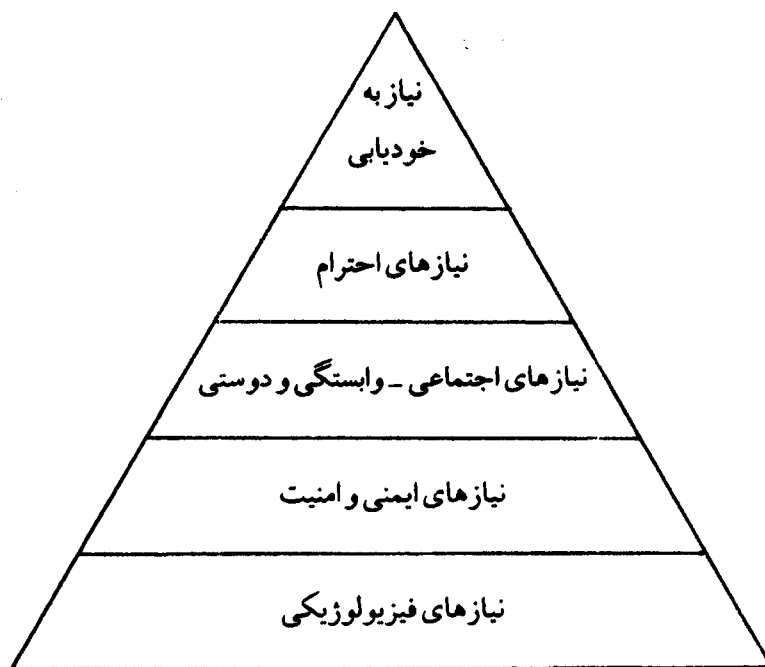 نیاز به
خودیابی
نیازهای احترام
نیازهای اجتماعی - وابستگی و دوستی
نیازهای ایمنی و امنیت
نیازهای فیزیولوژیکی